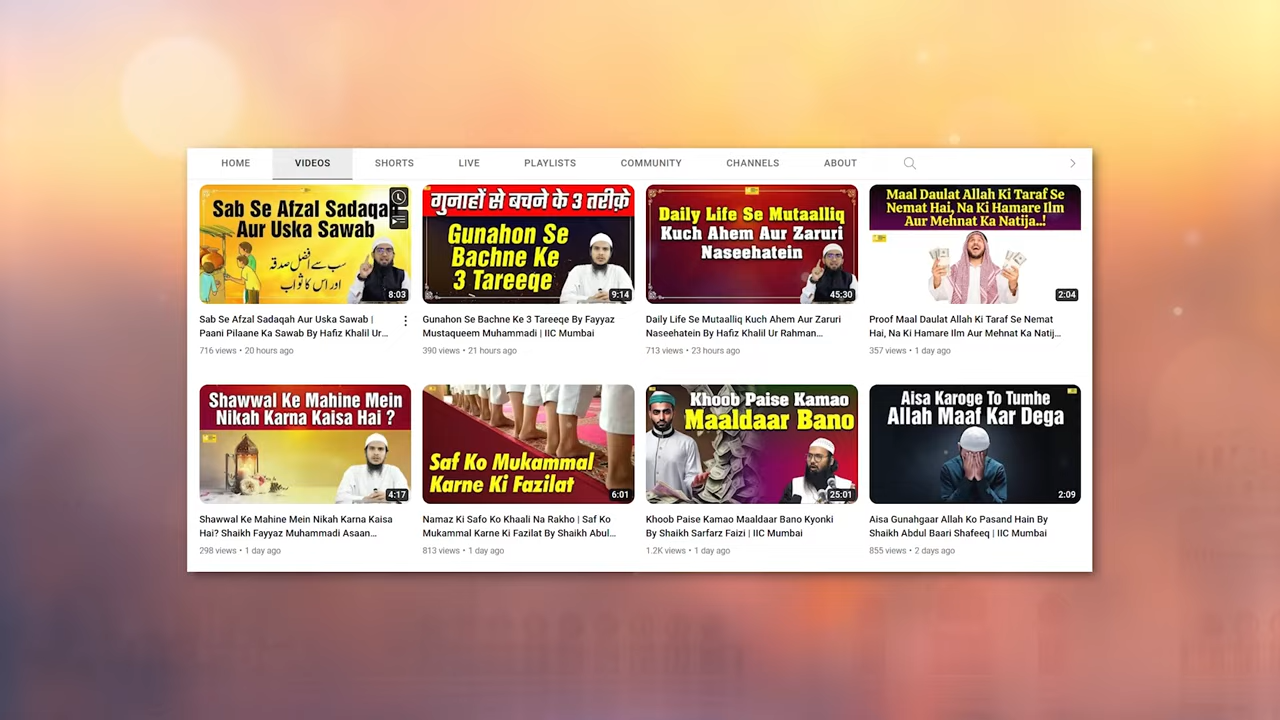 HOME VIDEOS SHORTS LIVE PLAYLISTS COMMUNITY CHANNELS ABOUT
Sab Se Afzal Sadaqa
Aur Uska Sawab
سب سے افضل صدقہ
اور اس کا ثواب
8:03
गुनाहों से बचने के 3 तरीक़े
Gunahon Se
Bachne Ke
3 Tareeqe
9:14
Daily Life Se Mutaalliq
Kuch Ahem Aur Zaruri
Naseehatein
45:30
Maal Daulat Allah Ki Taraf Se
Nemat Hai, Na Ki Hamare Ilm
Aur Mehnat Ka Natija..!
2:04
Sab Se Afzal Sadaqah Aur Uska Sawab |
Paani Pilaane Ka Sawab By Hafiz Khalil Ur...
716 views • 20 hours ago
Gunahon Se Bachne Ke 3 Tareeqe By Fayyaz
Mustaqueem Muhammadi | IIC Mumbai
390 views • 21 hours ago
Daily Life Se Mutaalliq Kuch Ahem Aur Zaruri
Naseehatein By Hafiz Khalil Ur Rahman...
713 views • 23 hours ago
Proof Maal Daulat Allah Ki Taraf Se Nemat
Hai, Na Ki Hamare Ilm Aur Mehnat Ka Natij...
357 views • 1 day ago
Shawwal Ke Mahine Mein
Nikah Karna Kaisa Hai ?
4:17
Saf Ko Mukammal
Karne Ki Fazilat
6:01
Khoob Paise Kamao
Maaldaar Bano
25:01
Aisa Karoge To Tumhe
Allah Maaf Kar Dega
2:09
Shawwal Ke Mahine Mein Nikah Karna Kaisa
Hai? Shaikh Fayyaz Muhammadi Asaan...
298 views • 1 day ago
Namaz Ki Safo Ko Khaali Na Rakho | Saf Ko
Mukammal Karne Ki Fazilat By Shaikh Abul...
813 views • 1 day ago
Khoob Paise Kamao Maaldaar Bano Kyonki
By Shaikh Sarfarz Faizi | IIC Mumbai
1.2K views • 1 day ago
Aisa Gunahgaar Allah Ko Pasand Hain By
Shaikh Abdul Baari Shafeeq | IIC Mumbai
855 views • 2 days ago